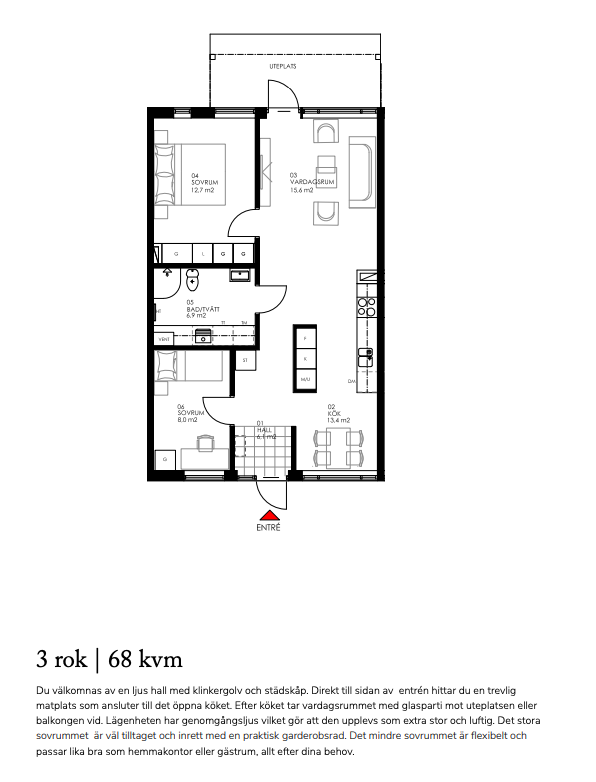 UTEPLATS
04
SOVRUM
12,7 m2
03
VARDAGSRUM
15,6 m2
G L G G
05
BAD/TVÄTT
6,9 m2
TT TM
VENT
ST
F
K
M/U
DM
06
SOVRUM
8,0 m2
G
01
HALL
6,1 m2
02
KÖK
13,4 m2
ENTRÉ
3 rok | 68 kvm
Du välkomnas av en ljus hall med klinkergolv och städskåp. Direkt till sidan av entrén hittar du en trevlig
matplats som ansluter till det öppna köket. Efter köket tar vardagsrummet med glasparti mot uteplatsen eller
balkongen vid. Lägenheten har genomgångsljus vilket gör att den upplevs som extra stor och luftig. Det stora
sovrummet är väl tilltaget och inrett med en praktisk garderobsrad. Det mindre sovrummet är flexibelt och
passar lika bra som hemmakontor eller gästrum, allt efter dina behov.